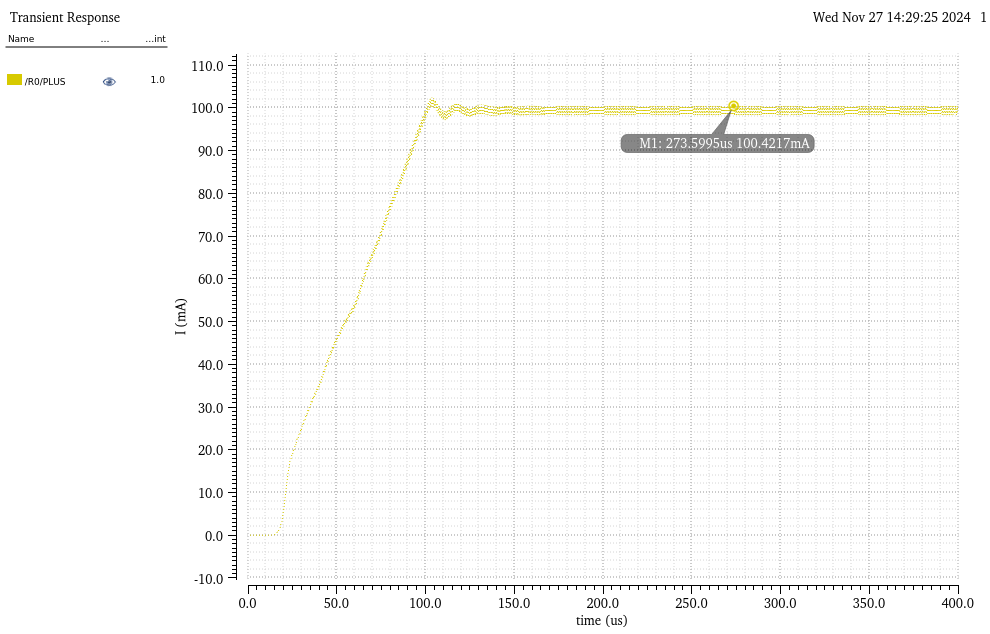 Transient Response
Wed Nov 27 14:29:25 2024 1
Name ... ...int
/R0/PLUS 1.0
110.0
100.0
90.0
80.0
70.0
60.0
50.0
40.0
30.0
20.0
10.0
0.0
-10.0
I (mA)
M1: 273.5995us 100.4217mA
0.0 50.0 100.0 150.0 200.0 250.0 300.0 350.0 400.0
time (us)